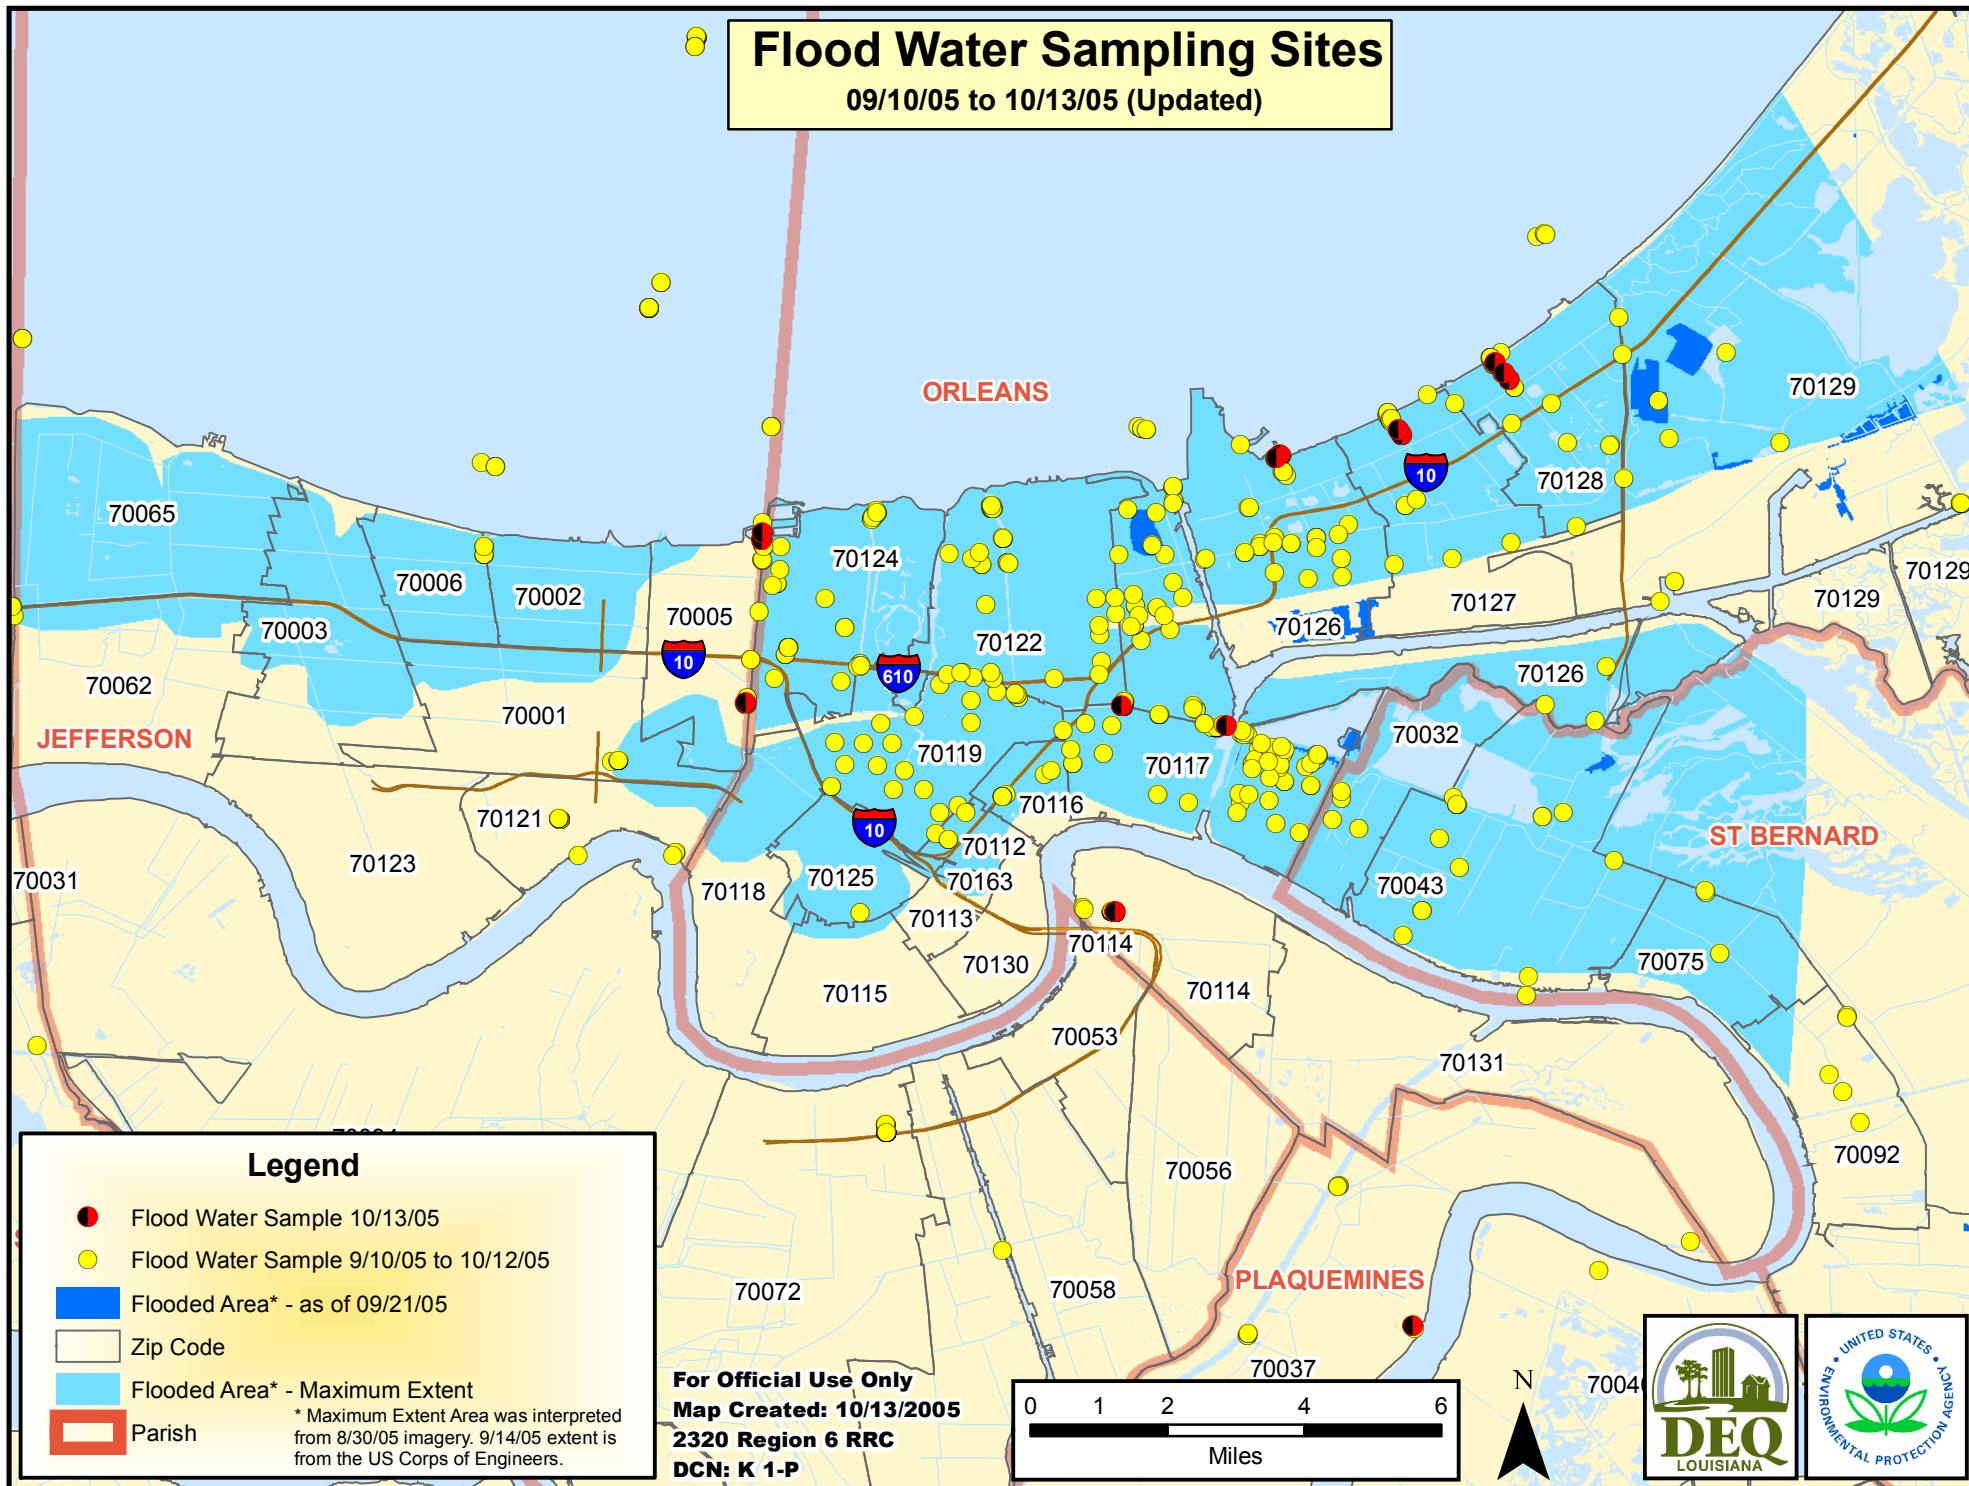 Flood Water Sampling Sites
09/10/05 to 10/13/05 (Updated)
ORLEANS
70129
70065
70128
70124
70006
70002
70005
70003
70127
70129
70129
70126
70122
10
10
610
70062
70126
70001
JEFFERSON
70032
70119
70117
70116
70121
10
70112
ST BERNARD
70123
70031
70118
70125
70163
70043
70113
70114
70130
70075
70115
70114
70053
70131
70056
70092
PLAQUEMINES
70072
70058
70037
Legend
Flood Water Sample 10/13/05
Flood Water Sample 9/10/05 to 10/12/05
Flooded Area* - as of 09/21/05
Zip Code
Flooded Area* - Maximum Extent
Parish
* Maximum Extent Area was interpreted
from 8/30/05 imagery. 9/14/05 extent is
from the US Corps of Engineers.
For Official Use Only
Map Created: 10/13/2005
2320 Region 6 RRC
DCN: K 1-P
0 1 2 4 6
Miles
N
DEQ
LOUISIANA
UNITED STATES
ENVIRONMENTAL PROTECTION AGENCY